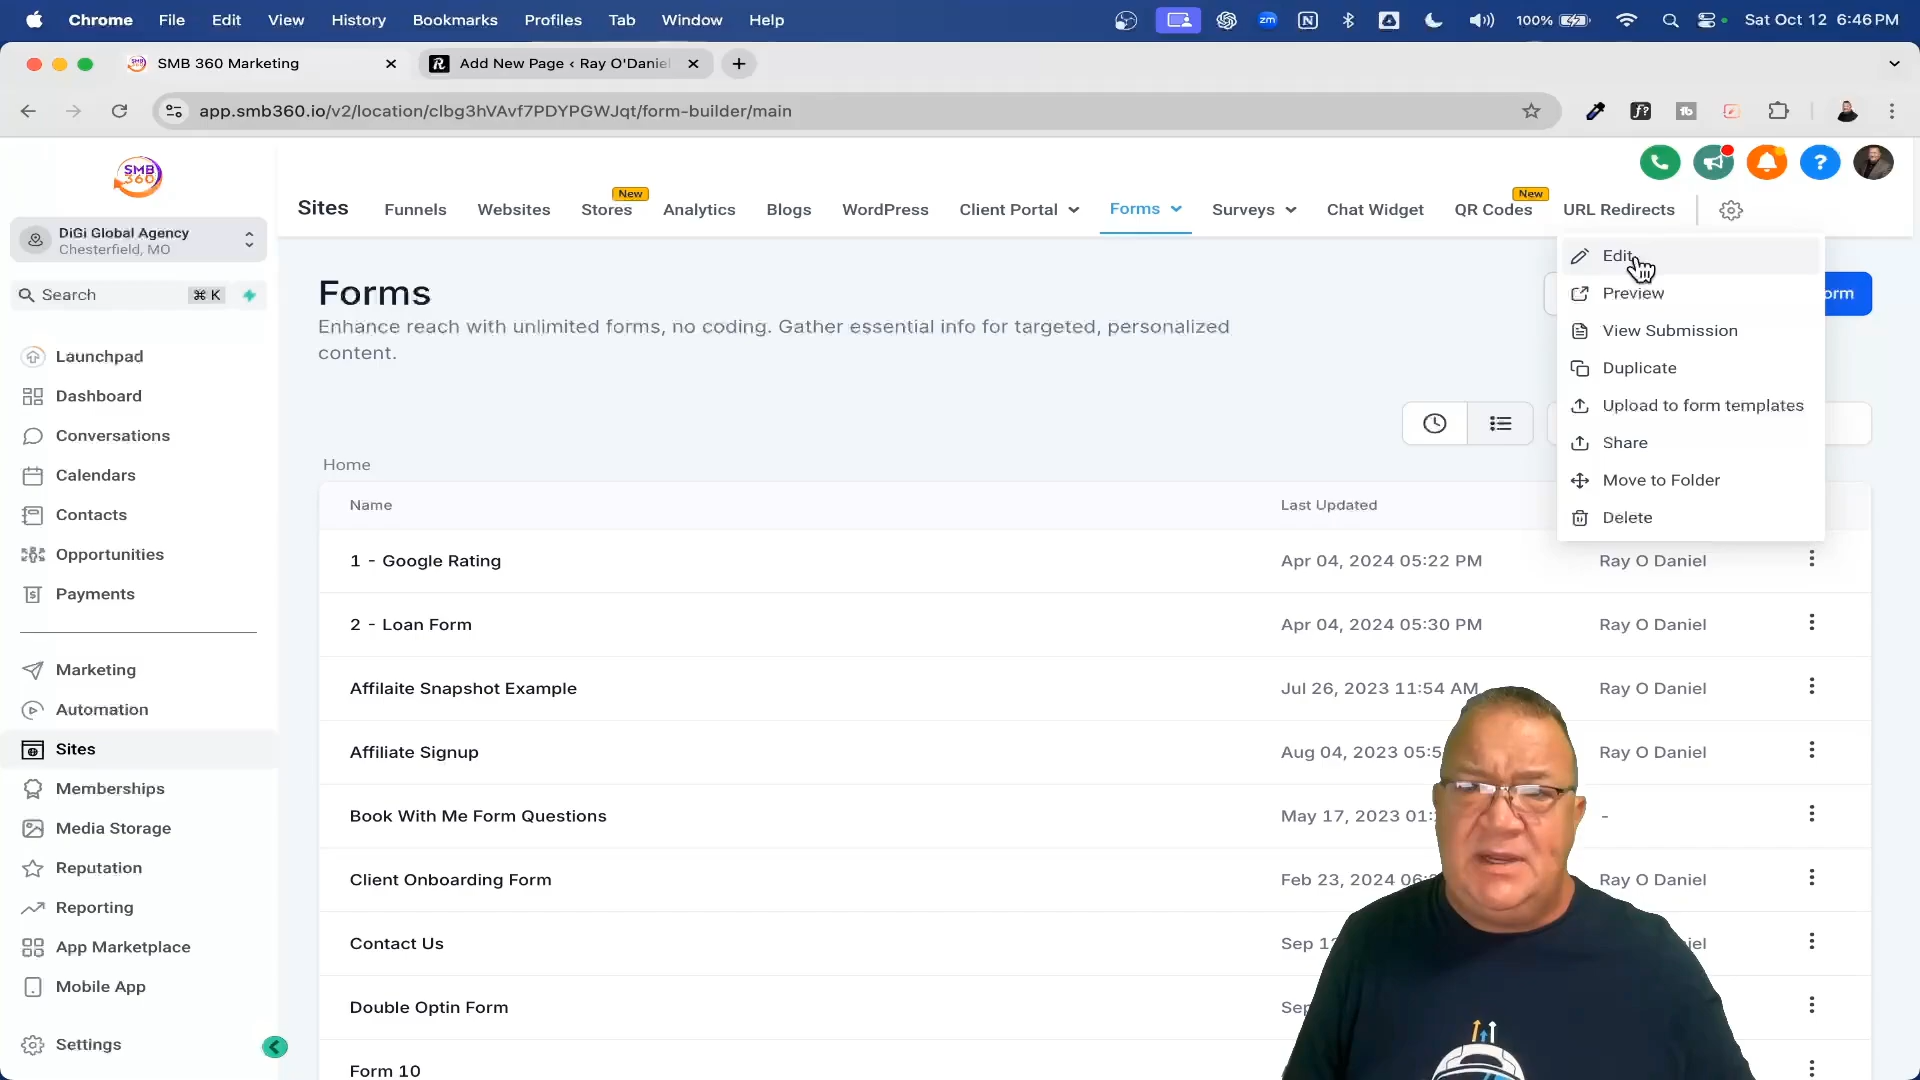 Chrome File Edit View History Bookmarks Profiles Tab Window Help
zm 100% Sat Oct 12 6:46 PM
SMB 360 Marketing
Add New Page ‹ Ray O'Daniel
app.smb360.io/v2/location/clbg3hVAvf7PDYPGWJqt/form-builder/main
SMB
360
DiGi Global Agency
Chesterfield, MO
Search ⌘ K
Launchpad
Dashboard
Conversations
Calendars
Contacts
Opportunities
Payments
Marketing
Automation
Sites
Memberships
Media Storage
Reputation
Reporting
App Marketplace
Mobile App
Settings
New New
Sites Funnels Websites Stores Analytics Blogs WordPress Client Portal Forms Surveys Chat Widget QR Codes URL Redirects
Edit
Preview
View Submission
Duplicate
Upload to form templates
Share
Move to Folder
Delete
Forms
orm
Enhance reach with unlimited forms, no coding. Gather essential info for targeted, personalized
content.
Home
Name Last Updated
1 - Google Rating Apr 04, 2024 05:22 PM Ray O Daniel
2 - Loan Form Apr 04, 2024 05:30 PM Ray O Daniel
Affilaite Snapshot Example Jul 26, 2023 11:54 AM Ray O Daniel
Affiliate Signup Aug 04, 2023 05:5 Ray O Daniel
Book With Me Form Questions May 17, 2023 01: -
Client Onboarding Form Feb 23, 2024 06: Ray O Daniel
Contact Us Sep 1 iel
Double Optin Form Sep
Form 10